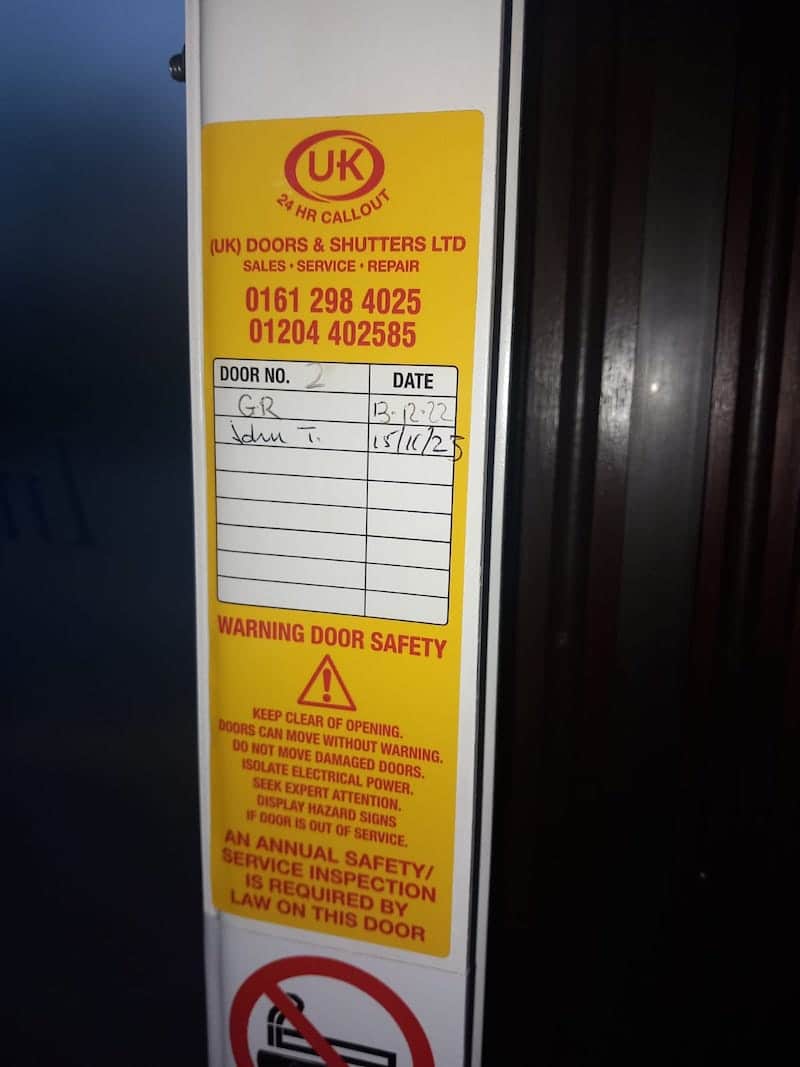 UK
24 HR CALLOUT
(UK) DOORS & SHUTTERS LTD
SALES • SERVICE • REPAIR
0161 298 4025
01204 402585
DOOR NO. 2 DATE
GR 13-12-22
John T. 15/11/23
WARNING DOOR SAFETY
KEEP CLEAR OF OPENING.
DOORS CAN MOVE WITHOUT WARNING.
DO NOT MOVE DAMAGED DOORS.
ISOLATE ELECTRICAL POWER.
SEEK EXPERT ATTENTION.
DISPLAY HAZARD SIGNS
IF DOOR IS OUT OF SERVICE.
AN ANNUAL SAFETY/
SERVICE INSPECTION
IS REQUIRED BY
LAW ON THIS DOOR